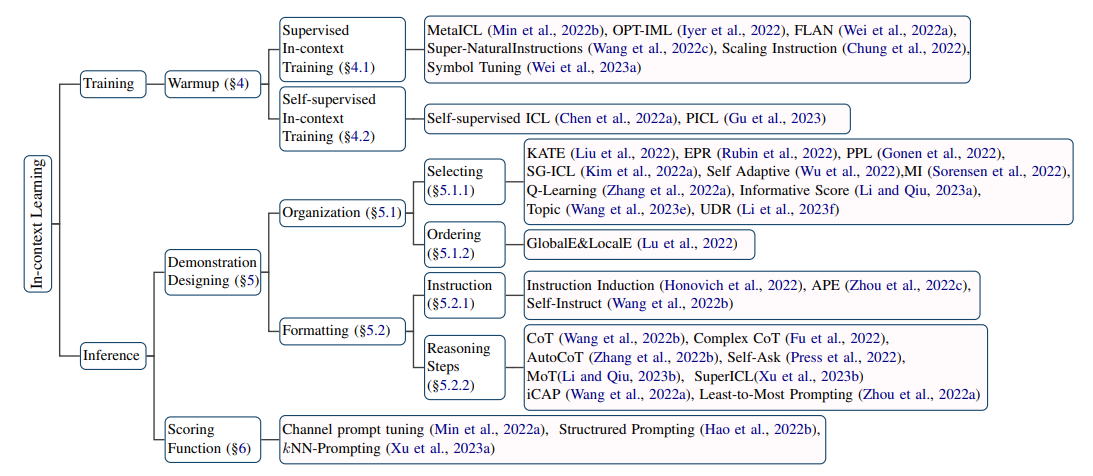 In-context Learning
Training
Warmup (§4)
Supervised
In-context
Training (§4.1)
MetaICL (Min et al., 2022b), OPT-IML (Iyer et al., 2022), FLAN (Wei et al., 2022a),
Super-NaturalInstructions (Wang et al., 2022c), Scaling Instruction (Chung et al., 2022),
Symbol Tuning (Wei et al., 2023a)
Self-supervised
In-context
Training (§4.2)
Self-supervised ICL (Chen et al., 2022a), PICL (Gu et al., 2023)
Inference
Demonstration
Designing (§5)
Organization (§5.1)
Selecting
(§5.1.1)
KATE (Liu et al., 2022), EPR (Rubin et al., 2022), PPL (Gonen et al., 2022),
SG-ICL (Kim et al., 2022a), Self Adaptive (Wu et al., 2022),MI (Sorensen et al., 2022),
Q-Learning (Zhang et al., 2022a), Informative Score (Li and Qiu, 2023a),
Topic (Wang et al., 2023e), UDR (Li et al., 2023f)
Ordering
(§5.1.2)
GlobalE&LocalE (Lu et al., 2022)
Formatting (§5.2)
Instruction
(§5.2.1)
Instruction Induction (Honovich et al., 2022), APE (Zhou et al., 2022c),
Self-Instruct (Wang et al., 2022b)
Reasoning
Steps
(§5.2.2)
CoT (Wang et al., 2022b), Complex CoT (Fu et al., 2022),
AutoCoT (Zhang et al., 2022b), Self-Ask (Press et al., 2022),
MoT(Li and Qiu, 2023b), SuperICL(Xu et al., 2023b)
iCAP (Wang et al., 2022a), Least-to-Most Prompting (Zhou et al., 2022a)
Scoring
Function (§6)
Channel prompt tuning (Min et al., 2022a), Structrured Prompting (Hao et al., 2022b),
kNN-Prompting (Xu et al., 2023a)